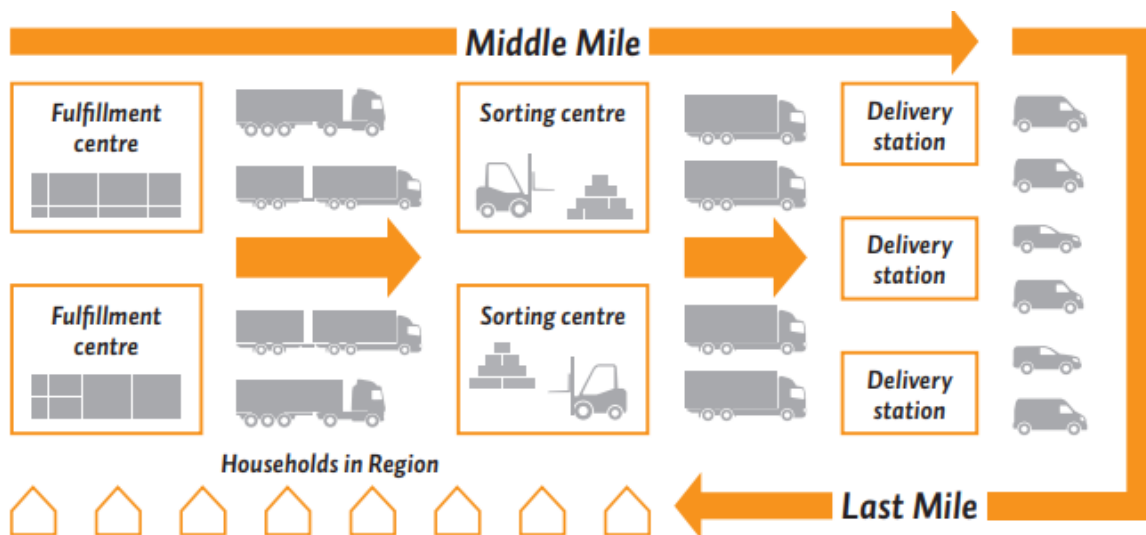 Middle Mile
Fulfillment
centre
Sorting centre
Delivery
station
Delivery
station
Fulfillment
centre
Sorting centre
Delivery
station
Households in Region
Last Mile